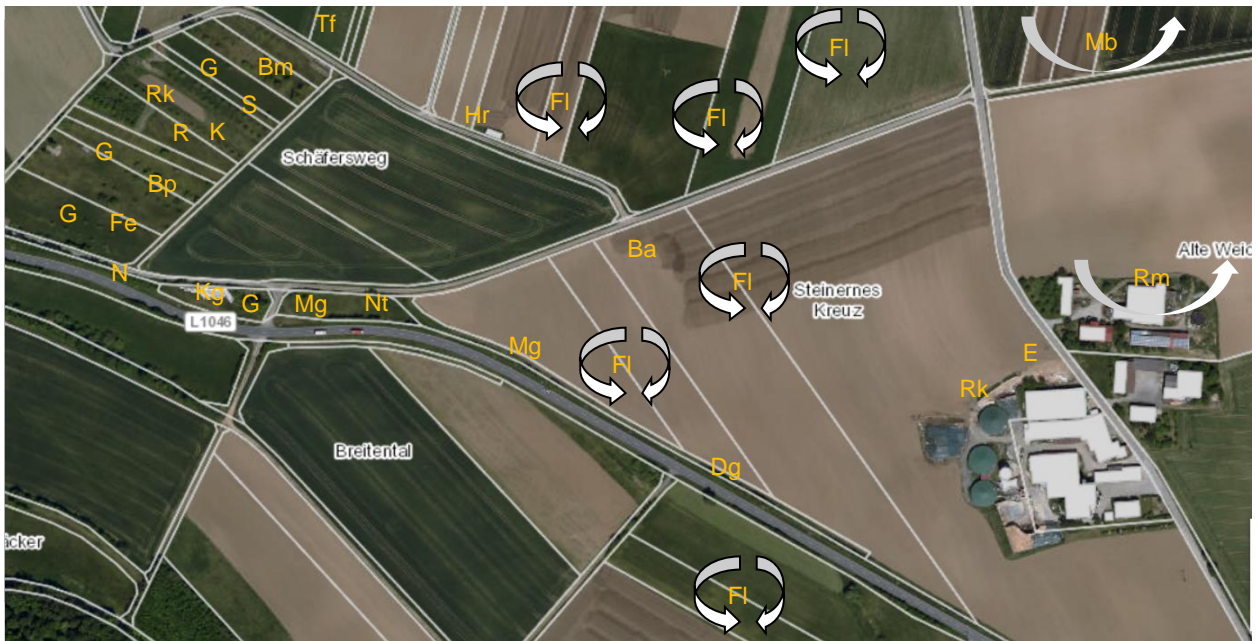 Tf
Fl
Mb
G
Bm
Rk
S
Fl
Fl
Hr
R
K
G
Schäfersweg
Bp
G
Fe
Ba
Alte Weid
N
Rm
Fl
Kg
G
Mg
Nt
Steinernes
Kreuz
L1046
Mg
E
Fl
Rk
Breitental
Dg
äcker
Fl